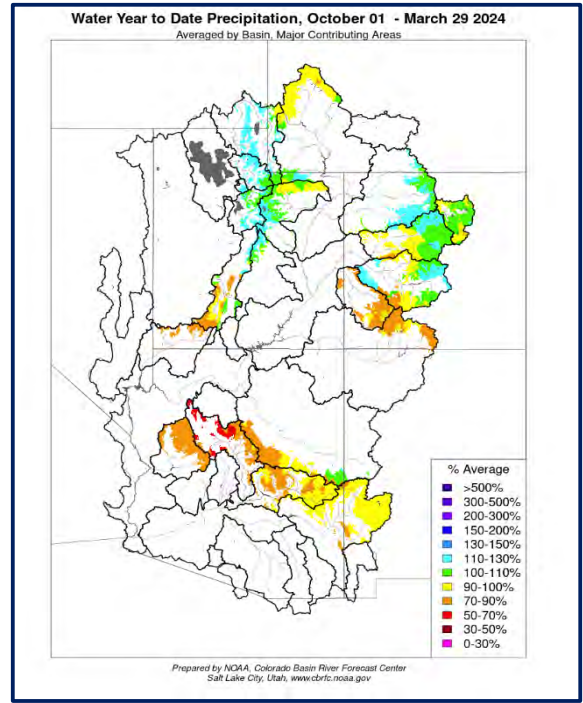 Water Year to Date Precipitation, October 01 - March 29 2024
Averaged by Basin, Major Contributing Areas
% Average
>500%
300-500%
200-300%
150-200%
130-150%
110-130%
100-110%
90-100%
70-90%
50-70%
30-50%
0-30%
Prepared by NOAA, Colorado Basin River Forecast Center
Salt Lake City, Utah, www.cbrfc.noaa.gov